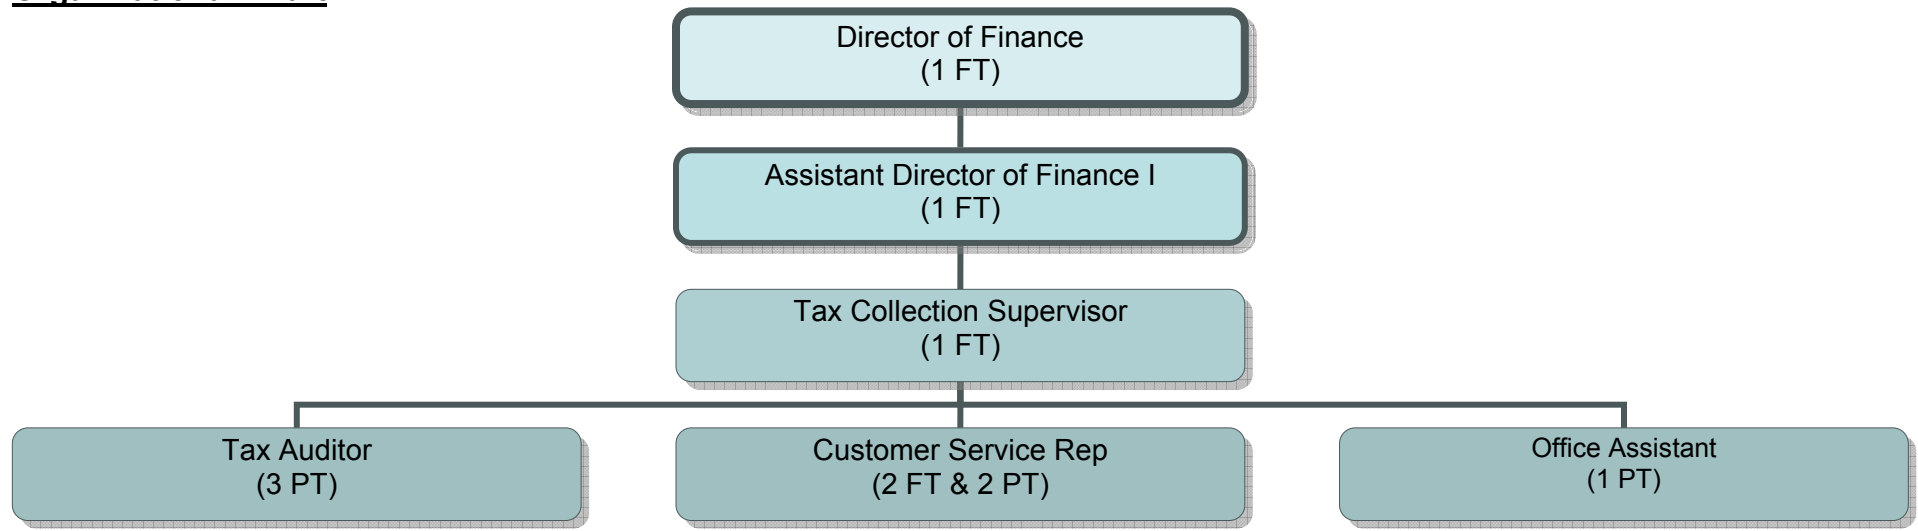 Director of Finance
(1 FT)
Assistant Director of Finance I
(1 FT)
Tax Collection Supervisor
(1 FT)
Tax Auditor
(3 PT)
Customer Service Rep
(2 FT & 2 PT)
Office Assistant
(1 PT)